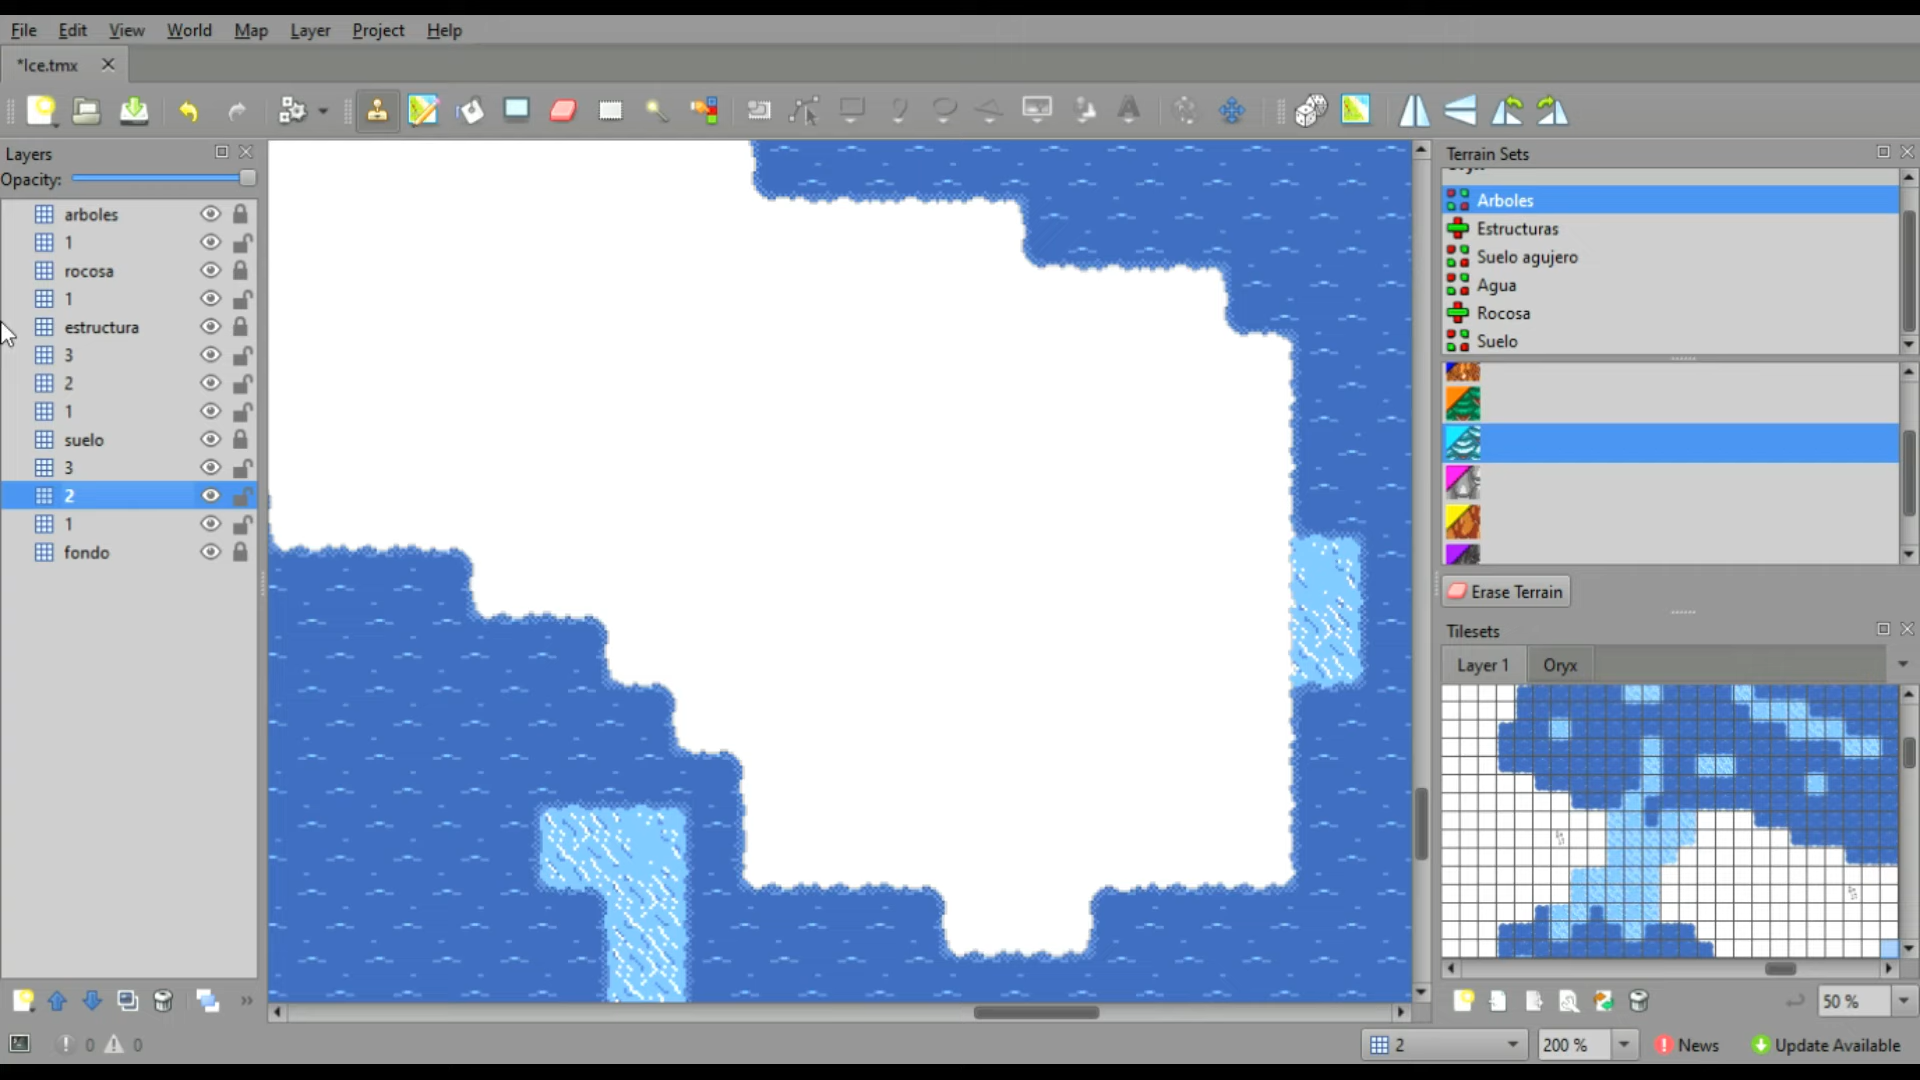 File Edit View World Map Layer Project Help
*Ice.tmx
Layers
Opacity:
arboles
1
rocosa
1
estructura
3
2
1
suelo
3
2
1
fondo
Terrain Sets
Arboles
Estructuras
Suelo agujero
Agua
Rocosa
Suelo
Erase Terrain
Tilesets
Layer 1 Oryx
50 %
0 0
2 200 % News Update Available